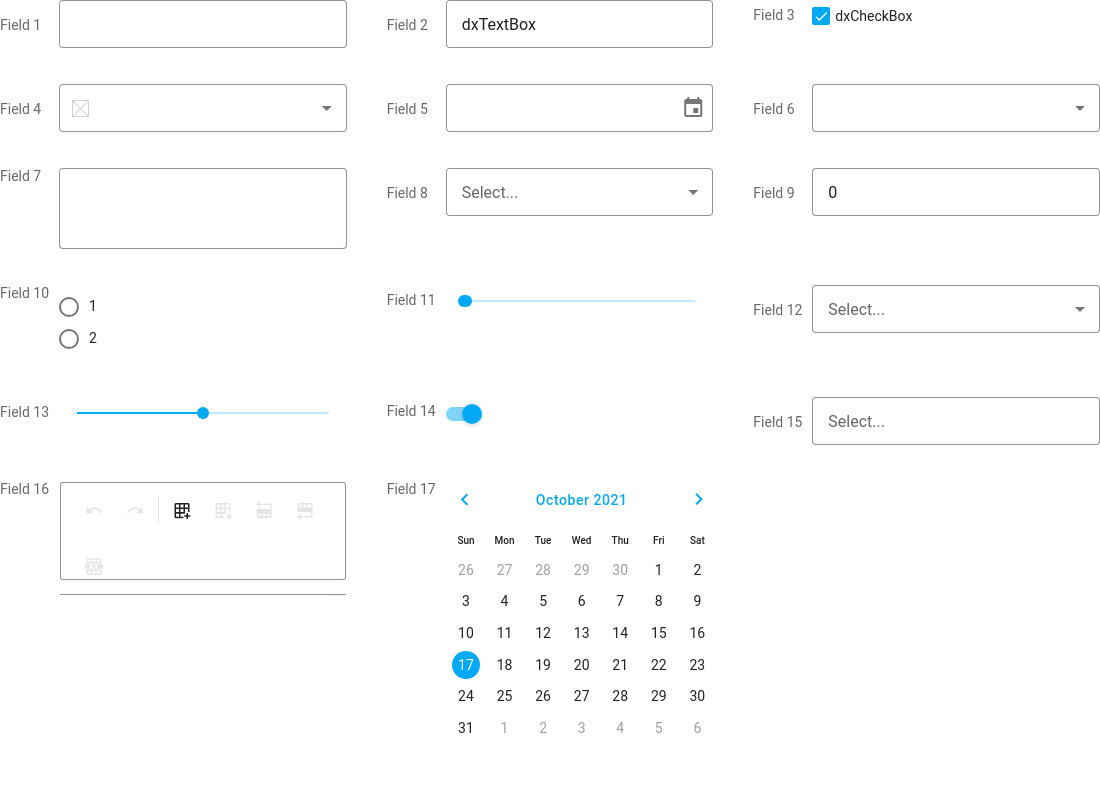 Field 1
Field 2 dxTextBox
Field 3 dxCheckBox
Field 4
Field 5
Field 6
Field 7
Field 8 Select...
Field 9 0
Field 10
1
2
Field 11
Field 12 Select...
Field 13
Field 14
Field 15 Select...
Field 16
Field 17
October 2021
Sun Mon Tue Wed Thu Fri Sat
26 27 28 29 30 1 2
3 4 5 6 7 8 9
10 11 12 13 14 15 16
17 18 19 20 21 22 23
24 25 26 27 28 29 30
31 1 2 3 4 5 6